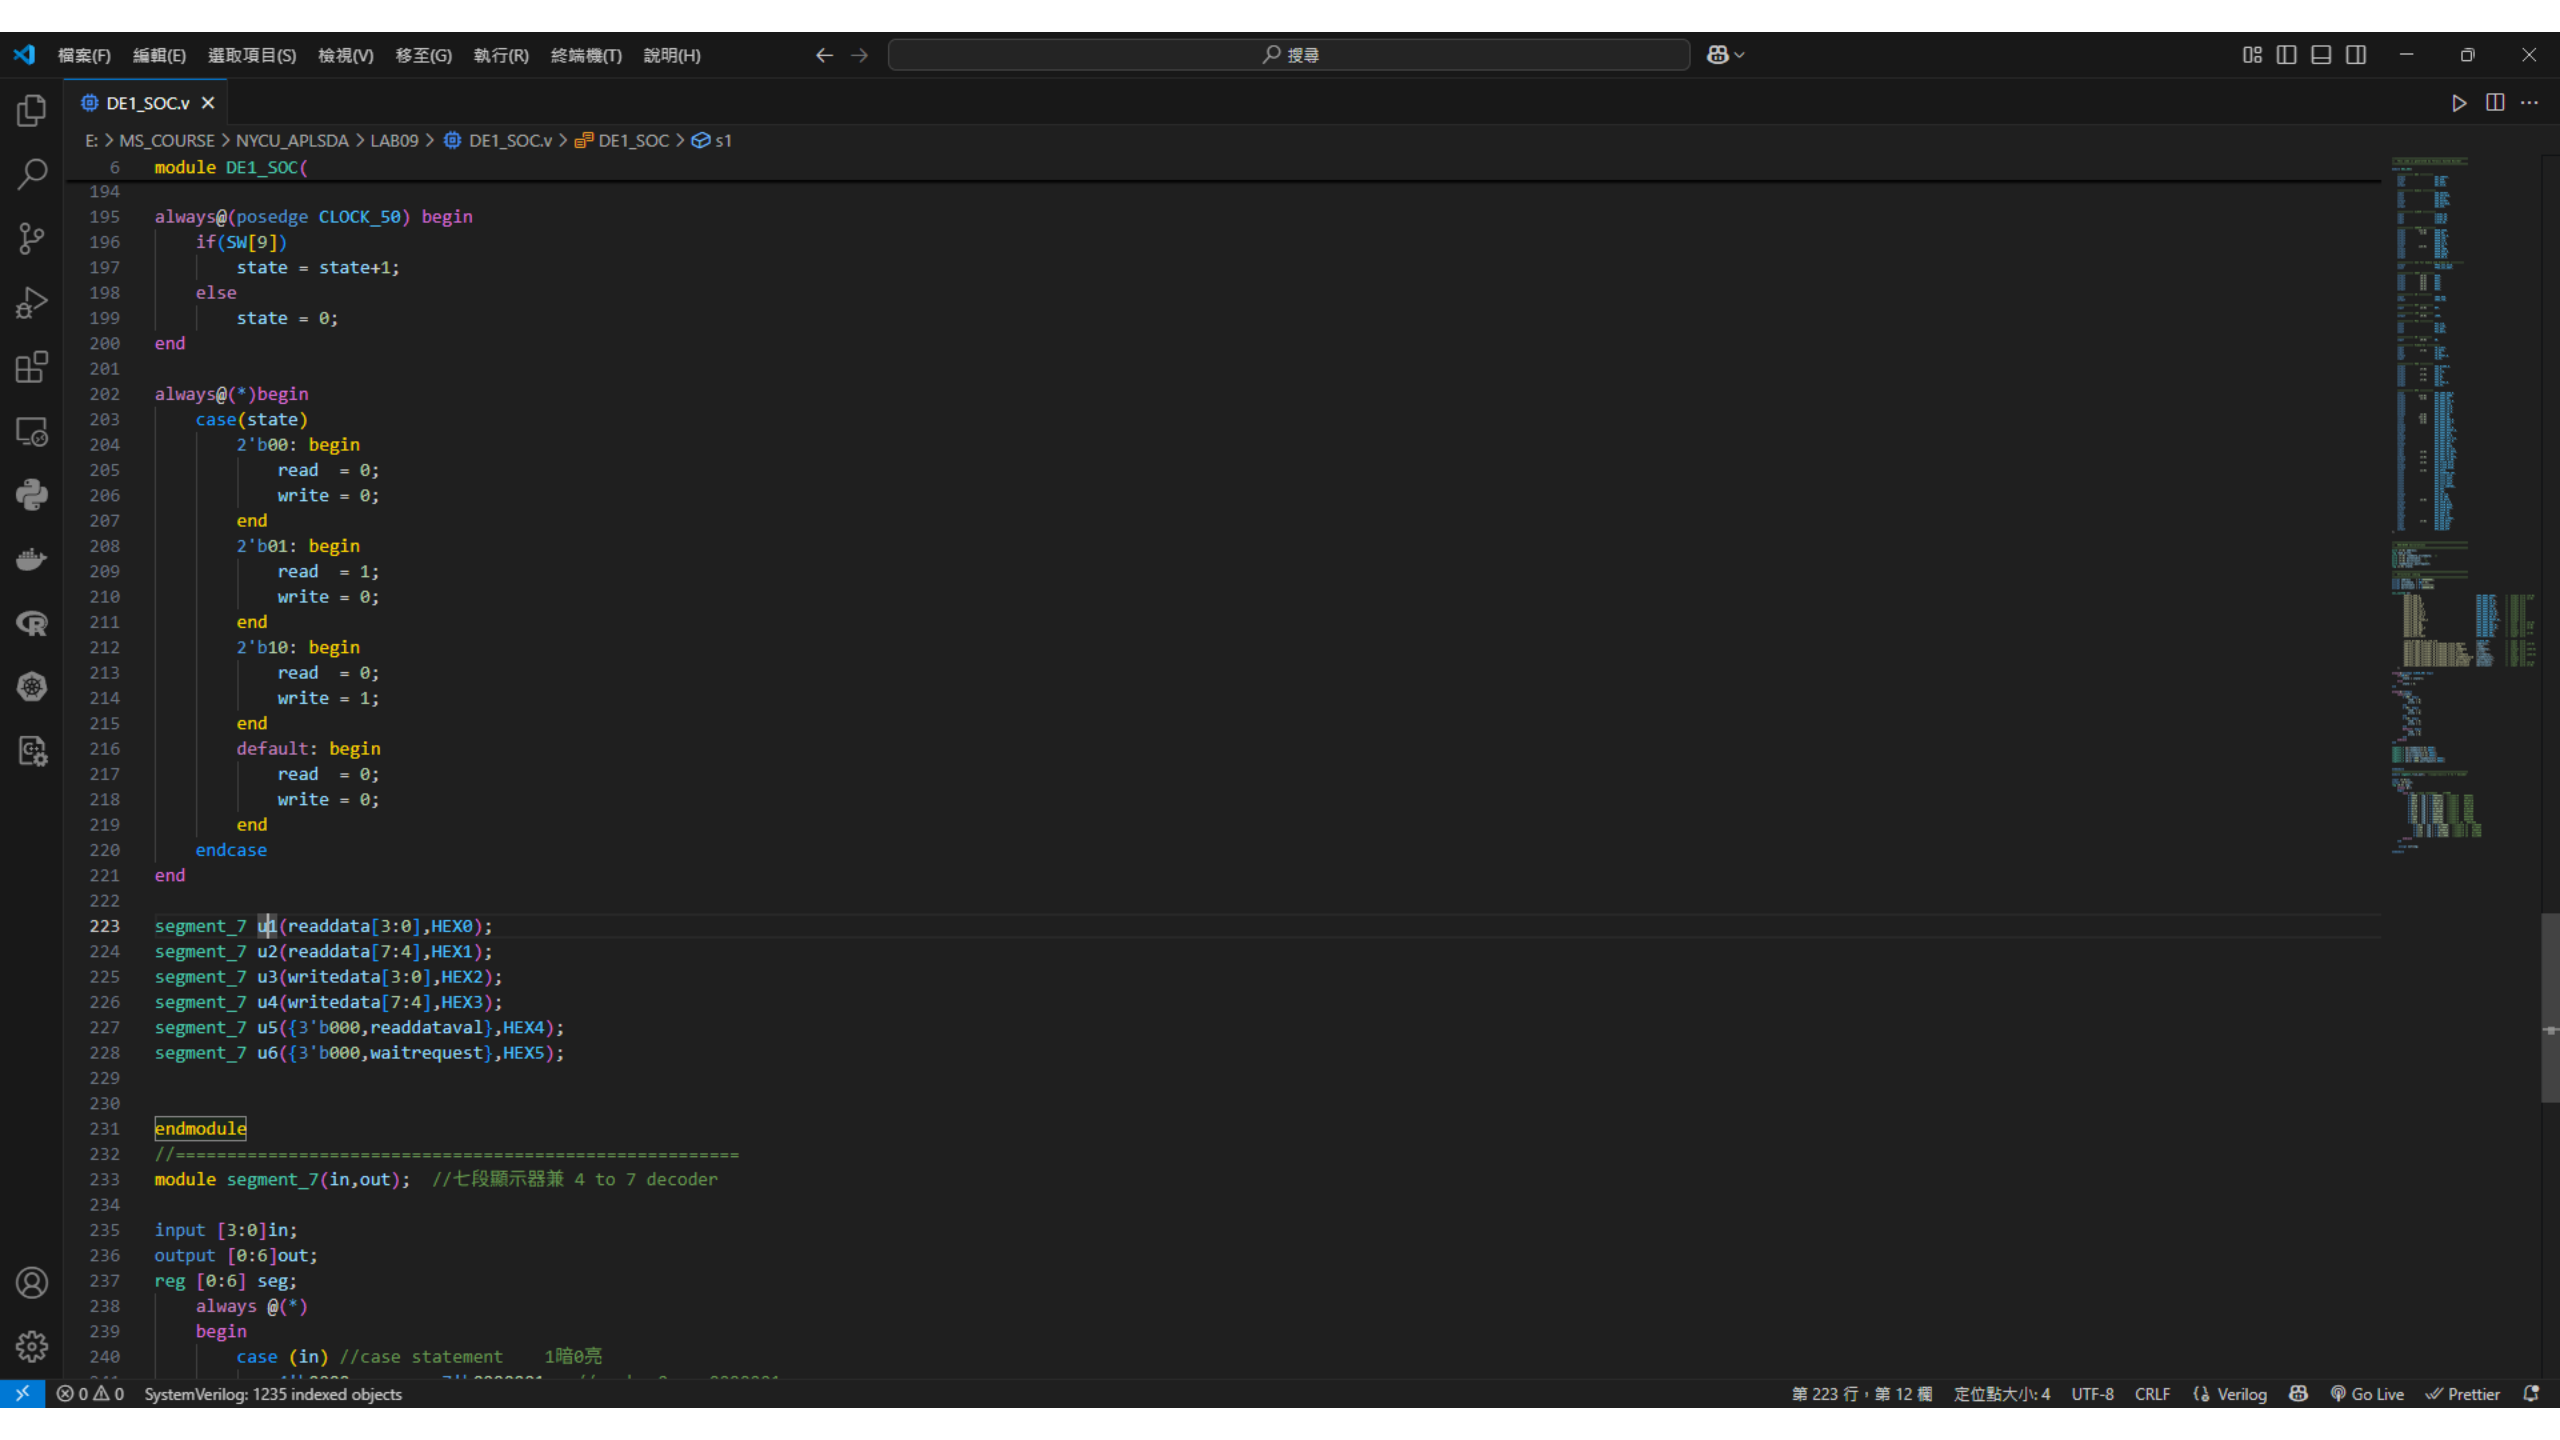 檔案(F) 編輯(E) 選取項目(S) 檢視(V) 移至(G) 執行(R) 終端機(T) 說明(H) 搜尋
DE1_SOC.v
E: > MS_COURSE > NYCU_APLSDA > LAB09 > DE1_SOC.v > DE1_SOC > s1
6 module DE1_SOC(
194
195 always@(posedge CLOCK_50) begin
196 if(SW[9])
197 state = state+1;
198 else
199 state = 0;
200 end
201
202 always@(*)begin
203 case(state)
204 2'b00: begin
205 read = 0;
206 write = 0;
207 end
208 2'b01: begin
209 read = 1;
210 write = 0;
211 end
212 2'b10: begin
213 read = 0;
214 write = 1;
215 end
216 default: begin
217 read = 0;
218 write = 0;
219 end
220 endcase
221 end
222
223 segment_7 u1(readdata[3:0],HEX0);
224 segment_7 u2(readdata[7:4],HEX1);
225 segment_7 u3(writedata[3:0],HEX2);
226 segment_7 u4(writedata[7:4],HEX3);
227 segment_7 u5({3'b000,readdataval},HEX4);
228 segment_7 u6({3'b000,waitrequest},HEX5);
229
230
231 endmodule
232 //=======================================================
233 module segment_7(in,out); //七段顯示器兼 4 to 7 decoder
234
235 input [3:0]in;
236 output [0:6]out;
237 reg [0:6] seg;
238 always @(*)
239 begin
240 case (in) //case statement 1暗0亮
0 0 SystemVerilog: 1235 indexed objects 第 223 行，第 12 欄 定位點大小: 4 UTF-8 CRLF Verilog Go Live Prettier